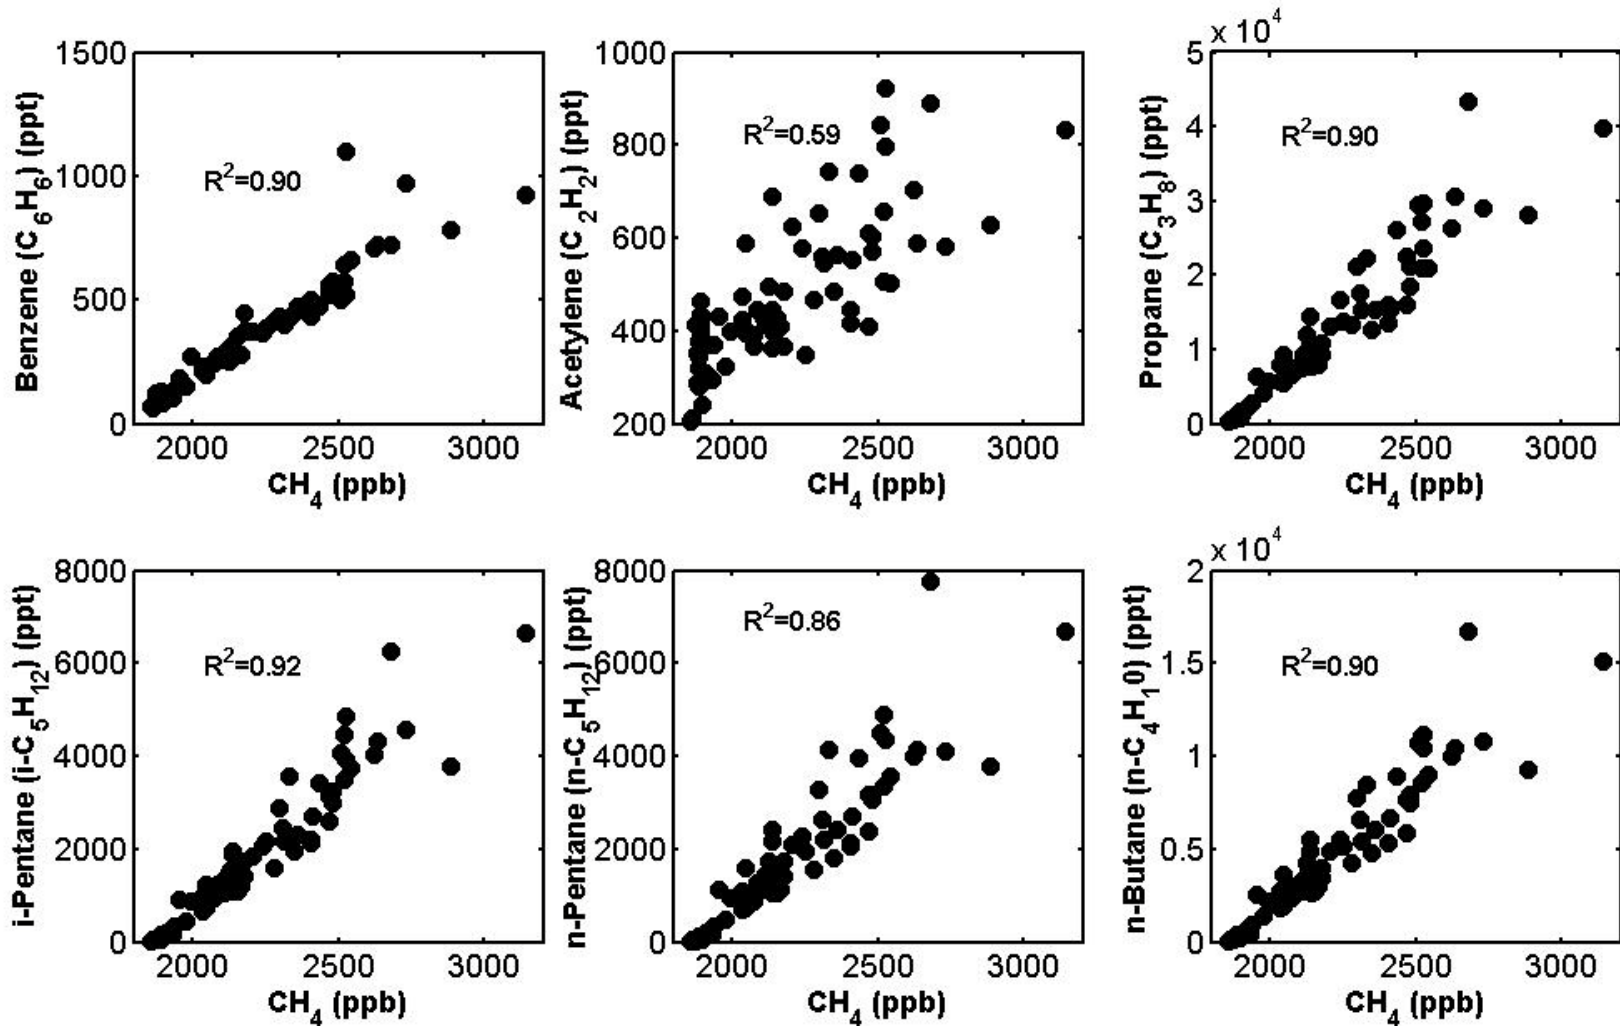 1500
1000
500
0
2000 2500 3000
CH4 (ppb)
Benzene (C6H6) (ppt)
R2=0.90
1000
800
600
400
200
2000 2500 3000
CH4 (ppb)
Acetylene (C2H2) (ppt)
R2=0.59
x 10^4
5
4
3
2
1
0
2000 2500 3000
CH4 (ppb)
Propane (C3H8) (ppt)
R2=0.90
8000
6000
4000
2000
0
2000 2500 3000
CH4 (ppb)
i-Pentane (i-C5H12) (ppt)
R2=0.92
8000
6000
4000
2000
0
2000 2500 3000
CH4 (ppb)
n-Pentane (n-C5H12) (ppt)
R2=0.86
x 10^4
2
1.5
1
0.5
0
2000 2500 3000
CH4 (ppb)
n-Butane (n-C4H10) (ppt)
R2=0.90